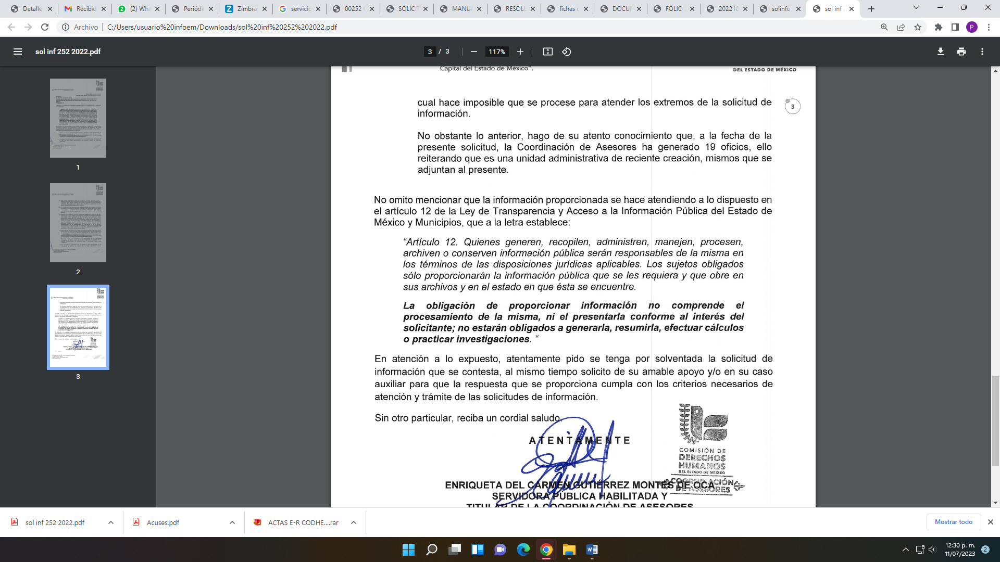 Detalle
Recibid
(2) Wha
Periódi
Zimbra
servicio
00252
SOLICIT
MANU
RESOL
fichas
DOCU
FOLIO
202210
solinfo
sol inf 2
Archivo
C:/Users/usuario%20infoem/Downloads/sol%20inf%20252%202022.pdf
P
sol inf 252 2022.pdf
3 / 3
117%
1
2
3
Capital del Estado de México".
DEL ESTADO DE MÉXICO
3
cual hace imposible que se procese para atender los extremos de la solicitud de
información.
No obstante lo anterior, hago de su atento conocimiento que, a la fecha de la
presente solicitud, la Coordinación de Asesores ha generado 19 oficios, ello
reiterando que es una unidad administrativa de reciente creación, mismos que se
adjuntan al presente.
No omito mencionar que la información proporcionada se hace atendiendo a lo dispuesto en
el artículo 12 de la Ley de Transparencia y Acceso a la Información Pública del Estado de
México y Municipios, que a la letra establece:
“Artículo 12. Quienes generen, recopilen, administren, manejen, procesen,
archiven o conserven información pública serán responsables de la misma en
los términos de las disposiciones jurídicas aplicables. Los sujetos obligados
sólo proporcionarán la información pública que se les requiera y que obre en
sus archivos y en el estado en que ésta se encuentre.
La obligación de proporcionar información no comprende el
procesamiento de la misma, ni el presentarla conforme al interés del
solicitante; no estarán obligados a generarla, resumirla, efectuar cálculos
o practicar investigaciones. “
En atención a lo expuesto, atentamente pido se tenga por solventada la solicitud de
información que se contesta, al mismo tiempo solicito de su amable apoyo y/o en su caso
auxiliar para que la respuesta que se proporciona cumpla con los criterios necesarios de
atención y trámite de las solicitudes de información.
Sin otro particular, reciba un cordial saludo.
A T E N T A M E N T E
COMISIÓN DE
DERECHOS
HUMANOS
DEL ESTADO DE MÉXICO
COORDINACIÓN
DE ASESORES
ENRIQUETA DEL CARMEN GUTIÉRREZ MONTES DE OCA
SERVIDORA PÚBLICA HABILITADA Y
TITULAR DE LA COORDINACIÓN DE ASESORES
sol inf 252 2022.pdf
Acuses.pdf
ACTAS E-R CODHE....rar
Mostrar todo
12:30 p. m.
11/07/2023
2